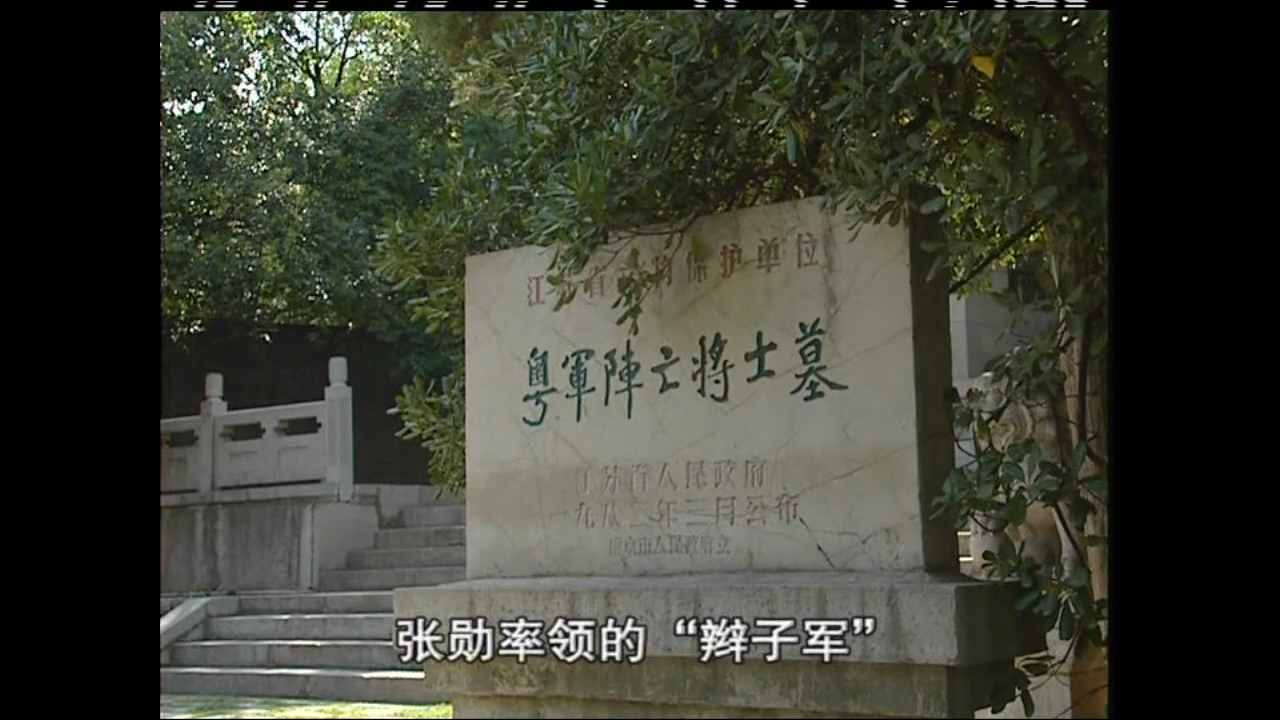 江苏省文物保护单位
粤軍陣亡將士墓
江苏省人民政府
一九八二年三月公布
南京市人民政府立
张勋率领的“辫子军”